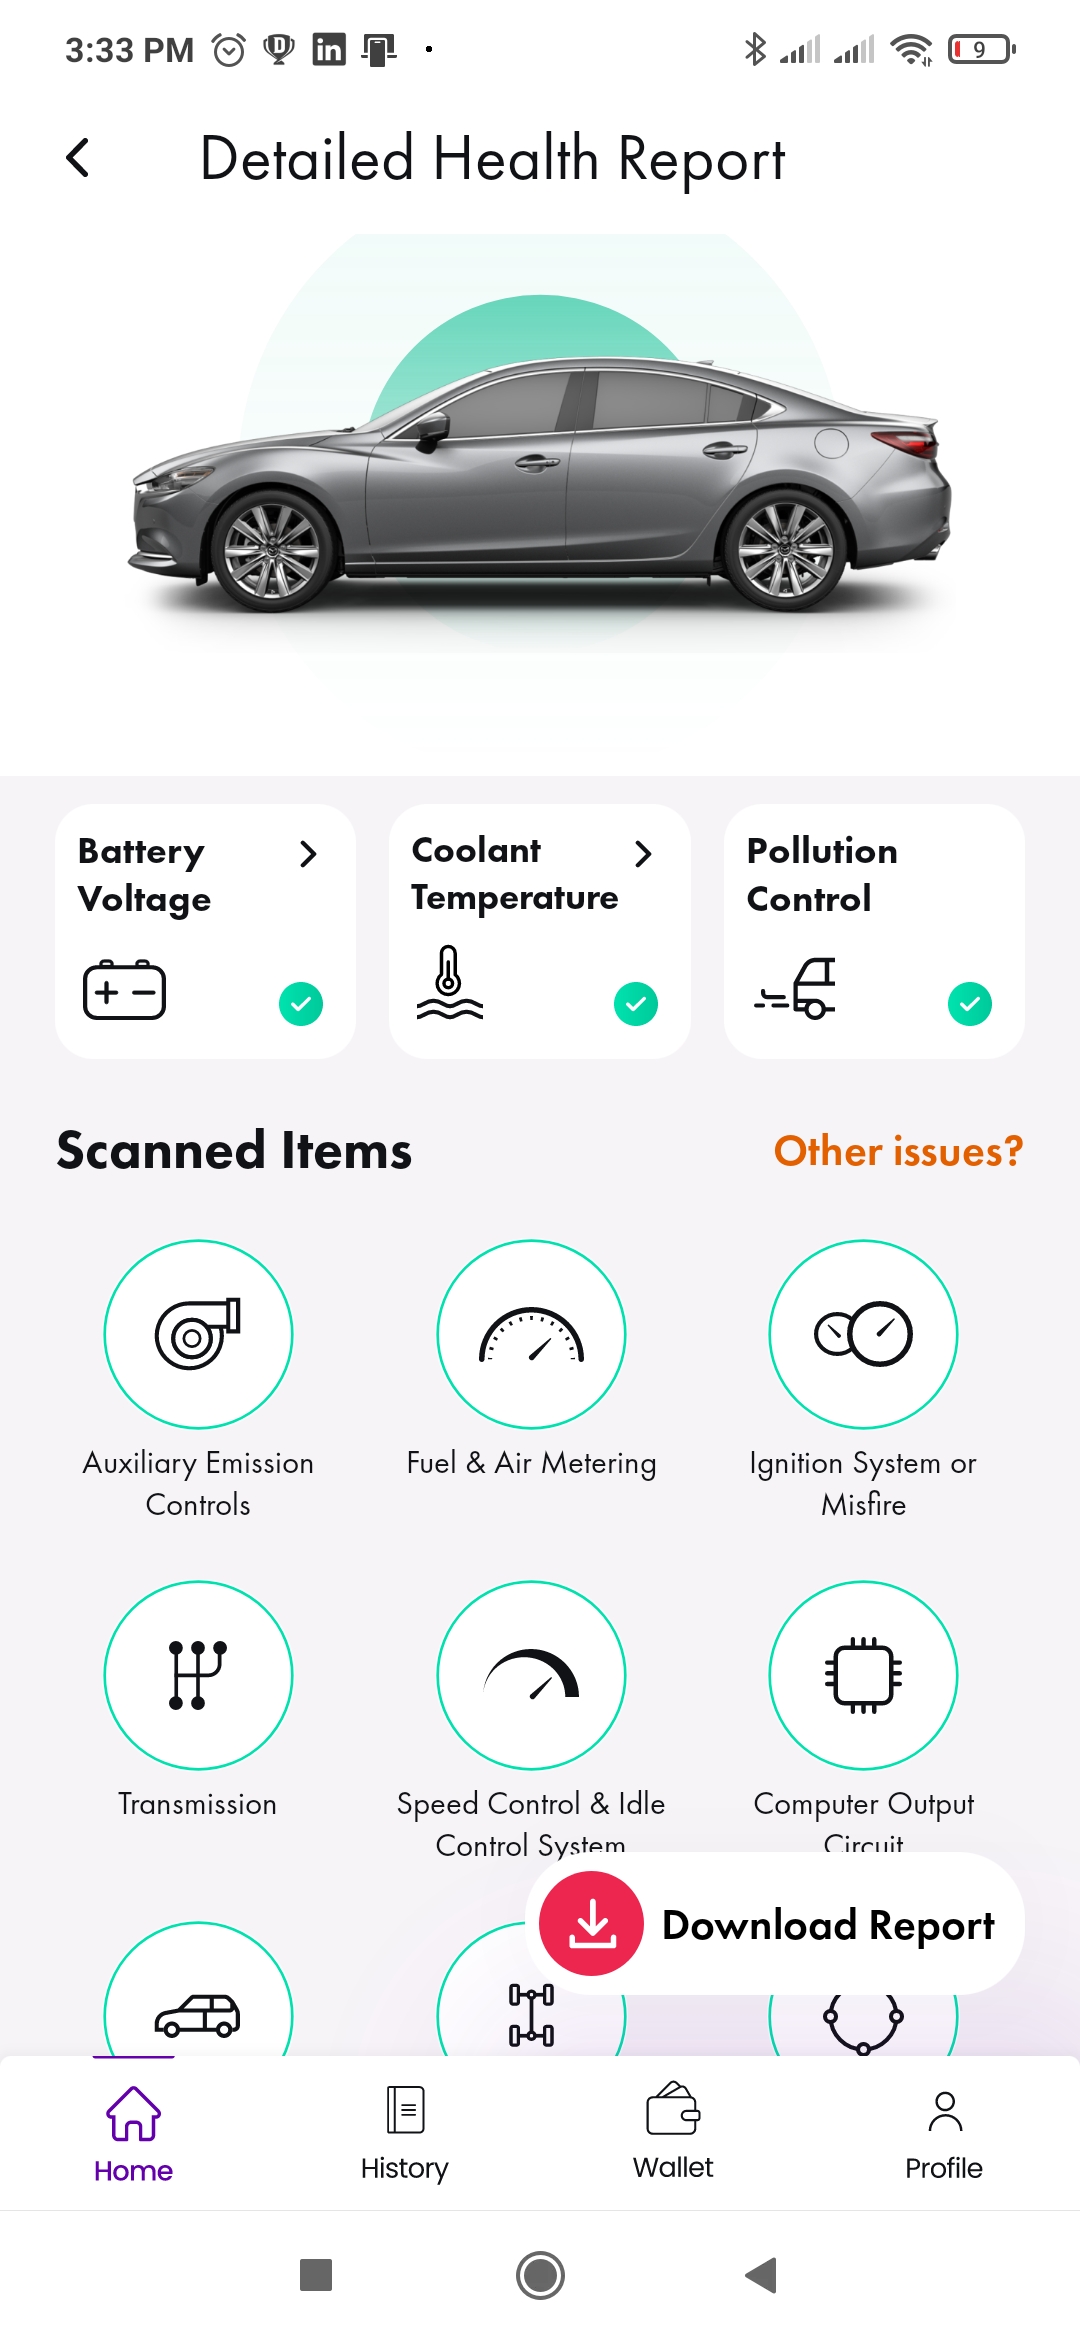 3:33 PM
9
Detailed Health Report
Battery
Voltage
Coolant
Temperature
Pollution
Control
Scanned Items
Other issues?
Auxiliary Emission
Controls
Fuel & Air Metering
Ignition System or
Misfire
Transmission
Speed Control & Idle
Control System
Computer Output
Circuit
Download Report
Home
History
Wallet
Profile